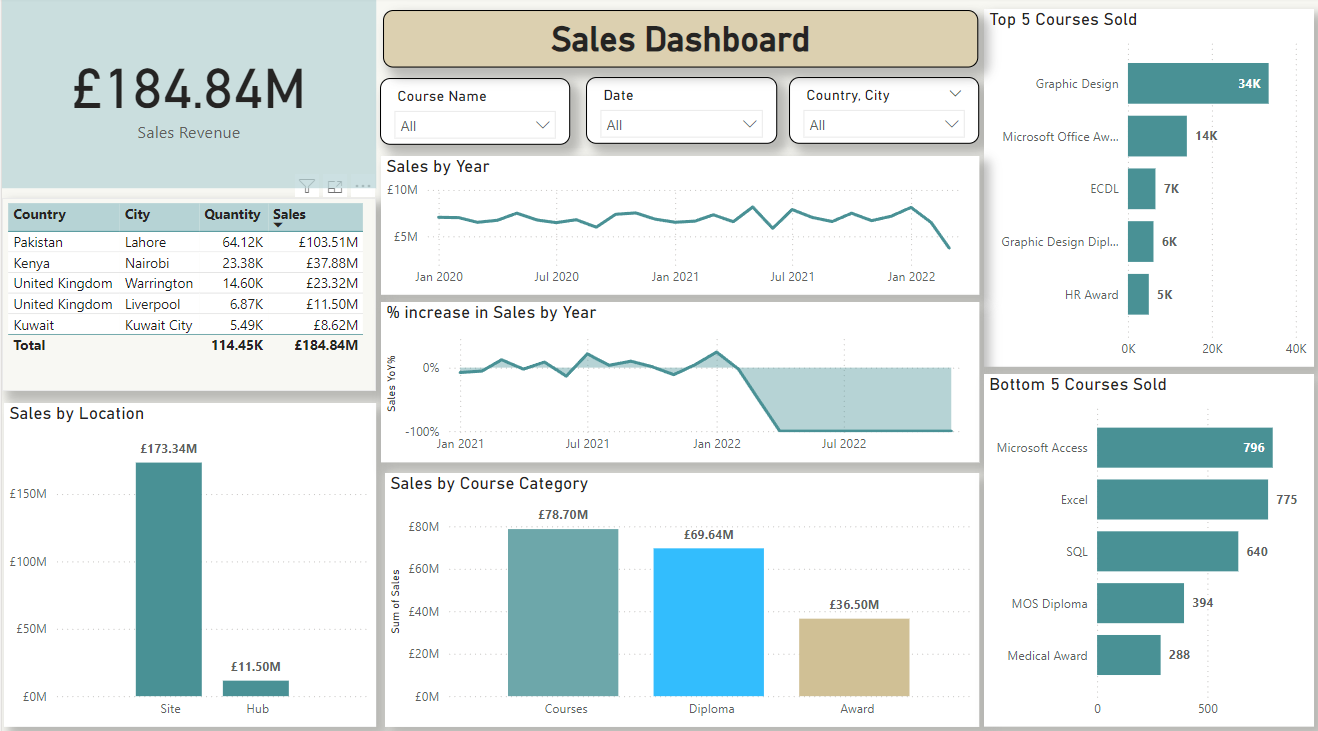 £184.84M
Sales Revenue
Country City Quantity Sales
Pakistan Lahore 64.12K £103.51M
Kenya Nairobi 23.38K £37.88M
United Kingdom Warrington 14.60K £23.32M
United Kingdom Liverpool 6.87K £11.50M
Kuwait Kuwait City 5.49K £8.62M
Total 114.45K £184.84M
Sales by Location
£173.34M
£150M
£100M
£50M
£0M
£11.50M
Site Hub
Sales Dashboard
Course Name
All
Date
All
Country, City
All
Sales by Year
£10M
£5M
Jan 2020 Jul 2020 Jan 2021 Jul 2021 Jan 2022
% increase in Sales by Year
Sales YoY%
0%
-100%
Jan 2021 Jul 2021 Jan 2022 Jul 2022
Sales by Course Category
Sum of Sales
£80M
£60M
£40M
£20M
£0M
£78.70M
£69.64M
£36.50M
Courses Diploma Award
Top 5 Courses Sold
Graphic Design 34K
Microsoft Office Aw... 14K
ECDL 7K
Graphic Design Dipl... 6K
HR Award 5K
0K 20K 40K
Bottom 5 Courses Sold
Microsoft Access 796
Excel 775
SQL 640
MOS Diploma 394
Medical Award 288
0 500